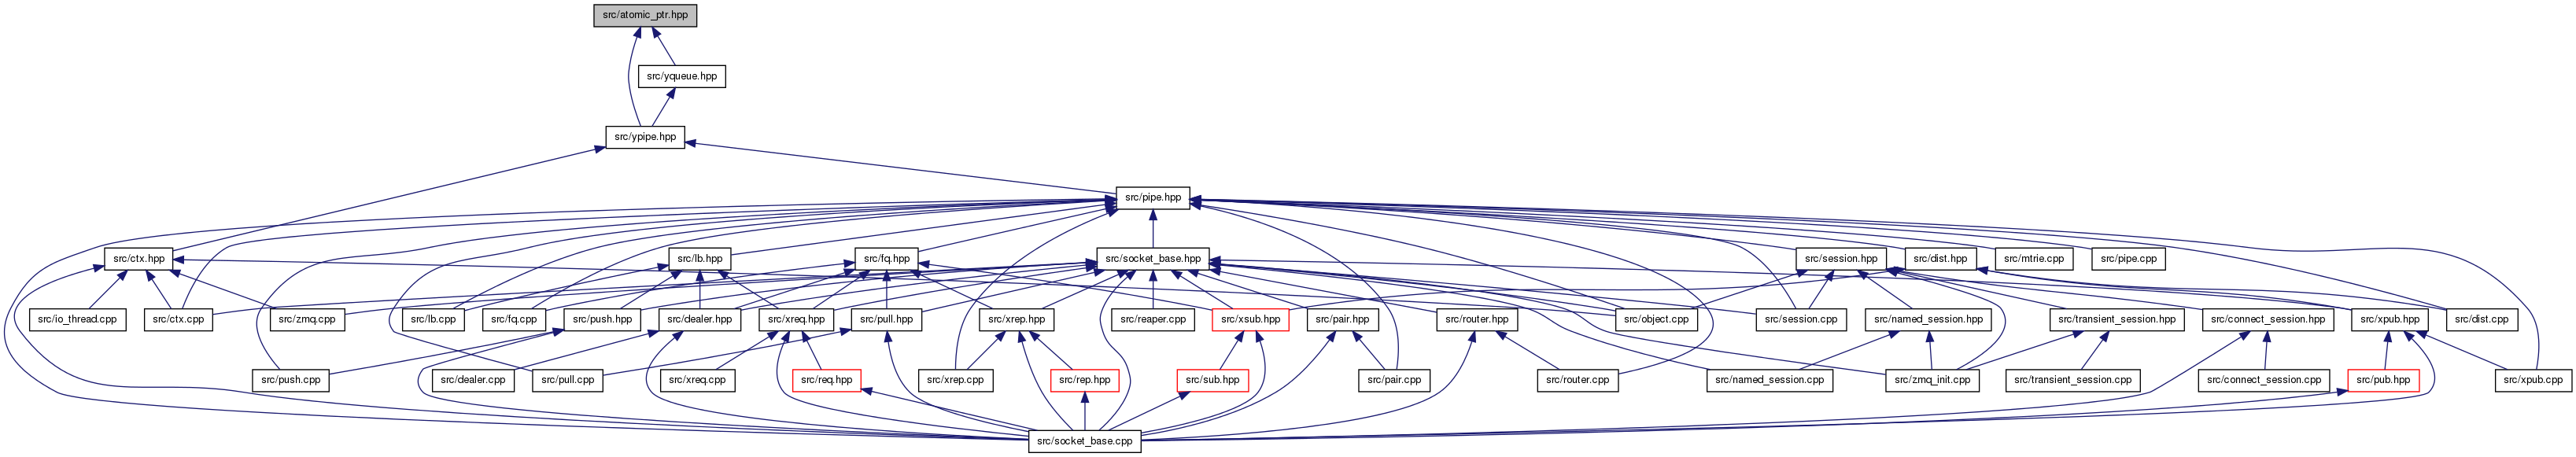 src/atomic_ptr.hpp
src/yqueue.hpp
src/ypipe.hpp
src/pipe.hpp
src/ctx.hpp
src/lb.hpp
src/fq.hpp
src/socket_base.hpp
src/session.hpp
src/dist.hpp
src/mtrie.cpp
src/pipe.cpp
src/io_thread.cpp
src/ctx.cpp
src/zmq.cpp
src/lb.cpp
src/fq.cpp
src/push.hpp
src/dealer.hpp
src/xreq.hpp
src/pull.hpp
src/xrep.hpp
src/reaper.cpp
src/xsub.hpp
src/pair.hpp
src/router.hpp
src/object.cpp
src/session.cpp
src/named_session.hpp
src/transient_session.hpp
src/connect_session.hpp
src/xpub.hpp
src/dist.cpp
src/push.cpp
src/dealer.cpp
src/pull.cpp
src/xreq.cpp
src/req.hpp
src/xrep.cpp
src/rep.hpp
src/sub.hpp
src/pair.cpp
src/router.cpp
src/named_session.cpp
src/zmq_init.cpp
src/transient_session.cpp
src/connect_session.cpp
src/pub.hpp
src/xpub.cpp
src/socket_base.cpp